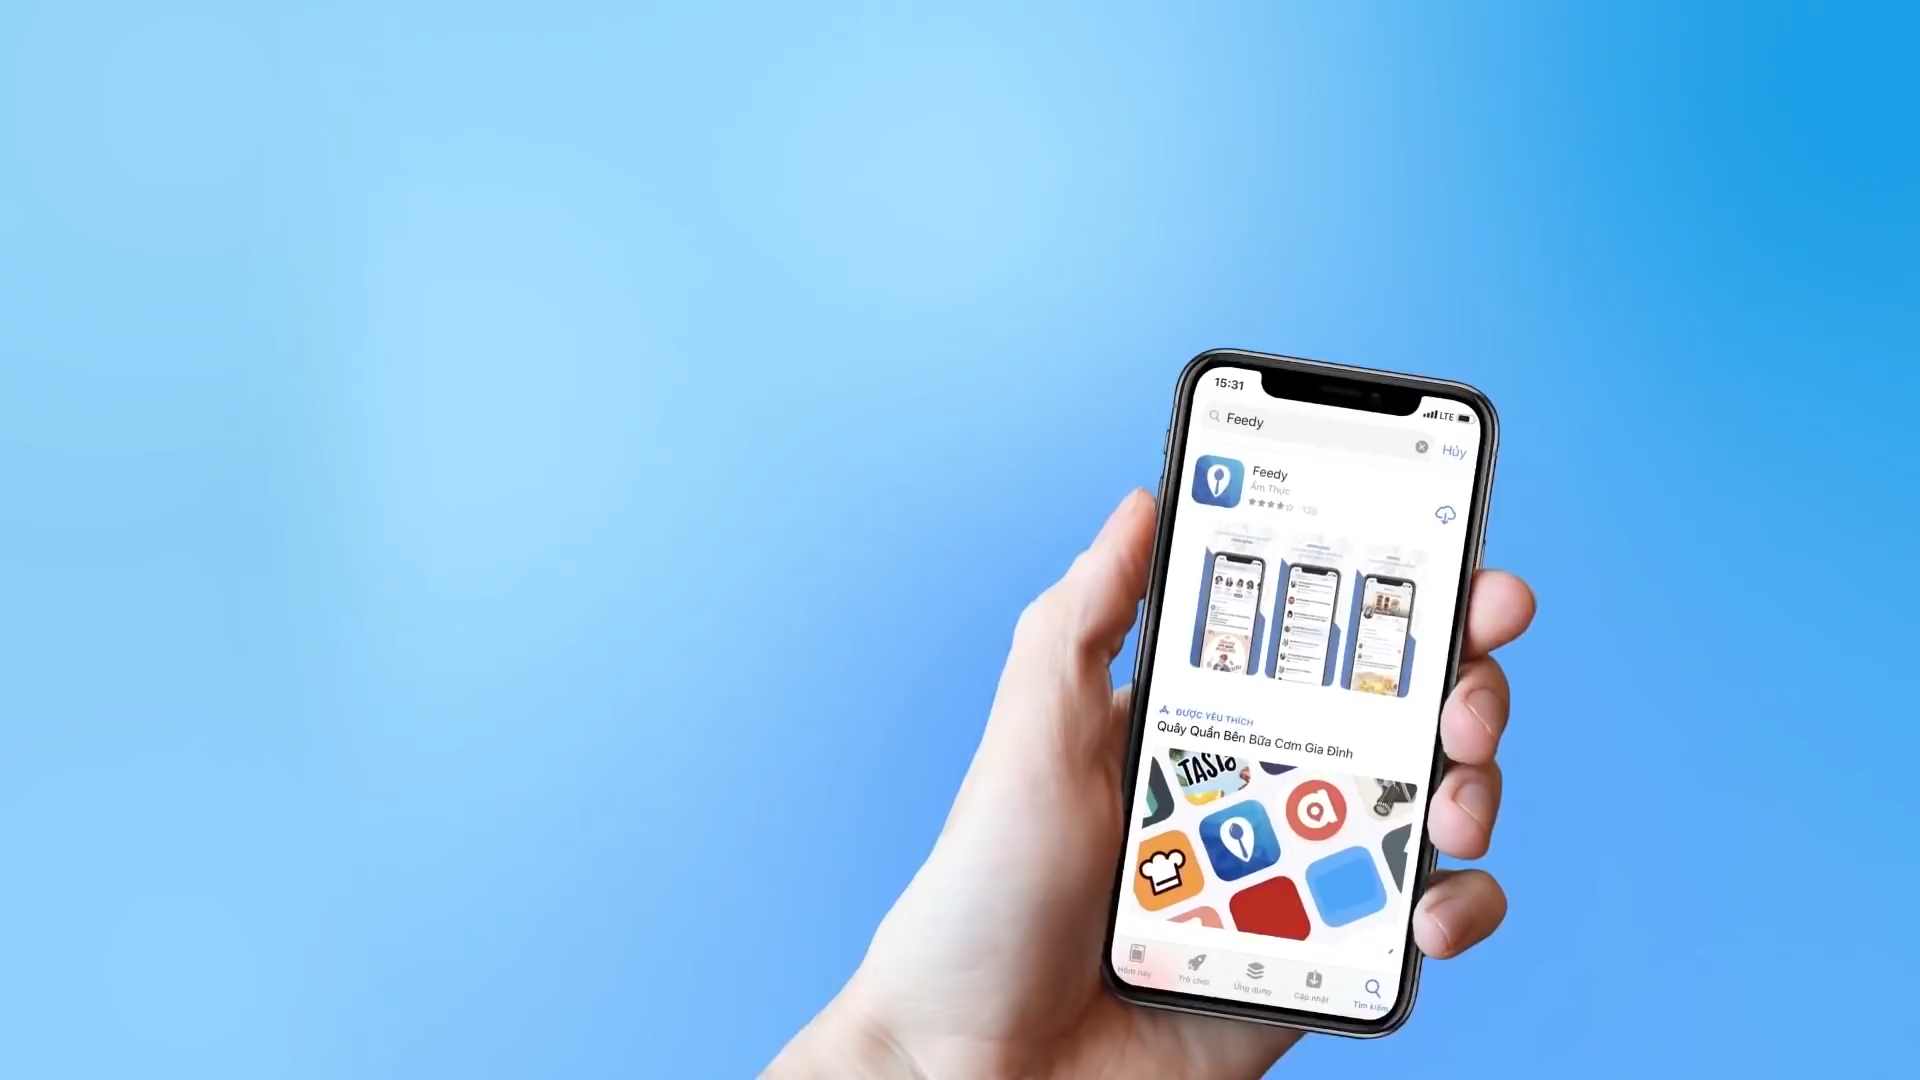 15:31
LTE
Feedy
Hủy
Feedy
Ẩm Thực
ĐƯỢC YÊU THÍCH
Quây Quần Bên Bữa Cơm Gia Đình
TASTY
Hôm nay
Trò chơi
Ứng dụng
Cập nhật
Tìm kiếm